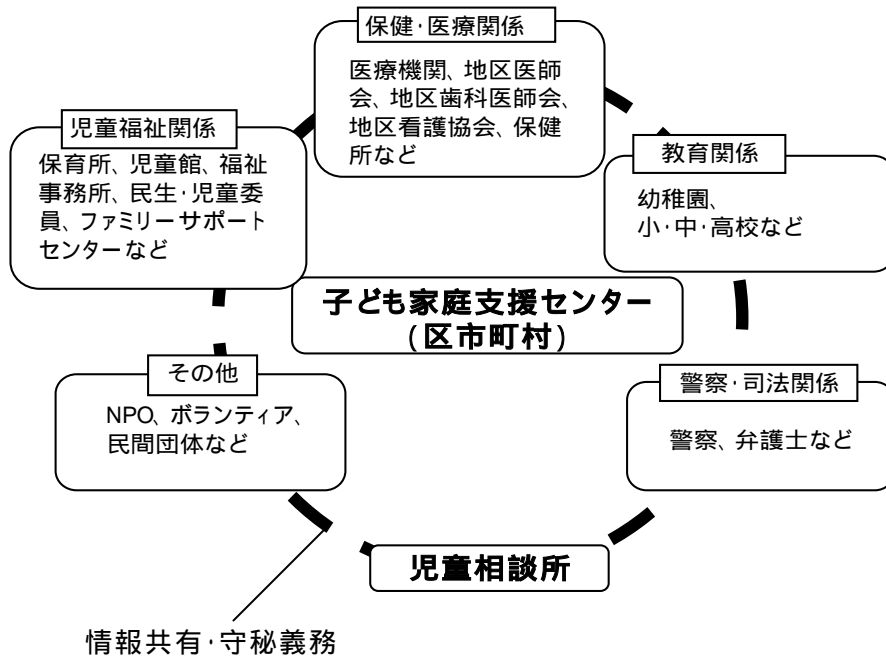 保健･医療関係
医療機関、地区医師
会、地区歯科医師会、
地区看護協会、保健
所など
児童福祉関係
保育所、児童館、福祉
事務所、民生･児童委
員、ファミリーサポート
センターなど
教育関係
幼稚園、
小･中･高校など
子ども家庭支援センター
(区市町村)
その他
NPO、ボランティア、
民間団体など
警察･司法関係
警察、弁護士など
児童相談所
情報共有･守秘義務